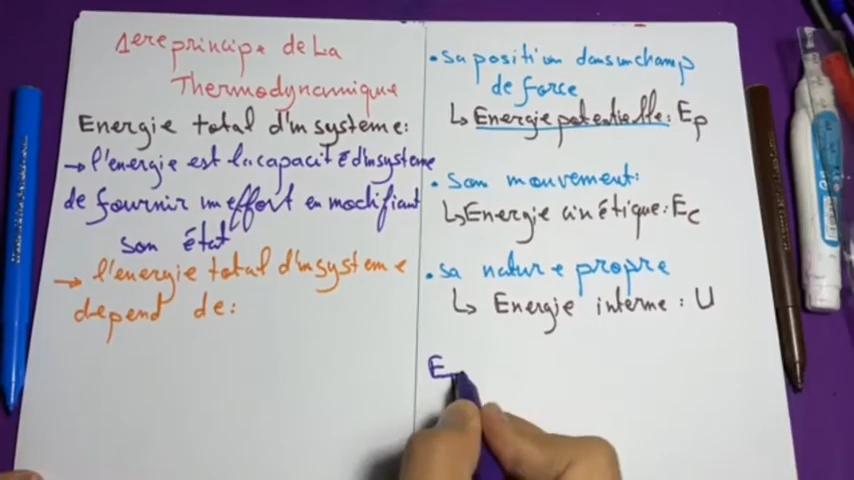 1ere principe de La
Thermodynamique
Energie total d'un systeme:
→ l'energie est la capacité d'un systeme
de fournir un effort en modifiant
son état
→ l'energie total d'un systeme
depend de:
• sa position dans un champ
de force
↳ Energie potentielle: Ep
• Son mouvement:
↳ Energie cinétique: Ec
• sa nature propre
↳ Energie interne: U
E